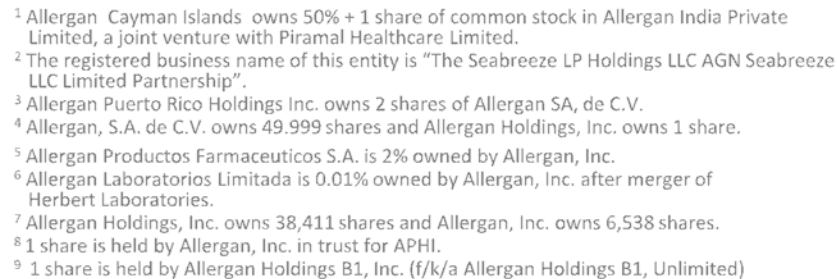 1 Allergan Cayman Islands owns 50% + 1 share of common stock in Allergan India Private
Limited, a joint venture with Piramal Healthcare Limited.
2 The registered business name of this entity is “The Seabreeze LP Holdings LLC AGN Seabreeze
LLC Limited Partnership”.
3 Allergan Puerto Rico Holdings Inc. owns 2 shares of Allergan SA, de C.V.
4 Allergan, S.A. de C.V. owns 49.999 shares and Allergan Holdings, Inc. owns 1 share.
5 Allergan Productos Farmaceuticos S.A. is 2% owned by Allergan, Inc.
6 Allergan Laboratorios Limitada is 0.01% owned by Allergan, Inc. after merger of
Herbert Laboratories.
7 Allergan Holdings, Inc. owns 38,411 shares and Allergan, Inc. owns 6,538 shares.
8 1 share is held by Allergan, Inc. in trust for APHI.
9 1 share is held by Allergan Holdings B1, Inc. (f/k/a Allergan Holdings B1, Unlimited)